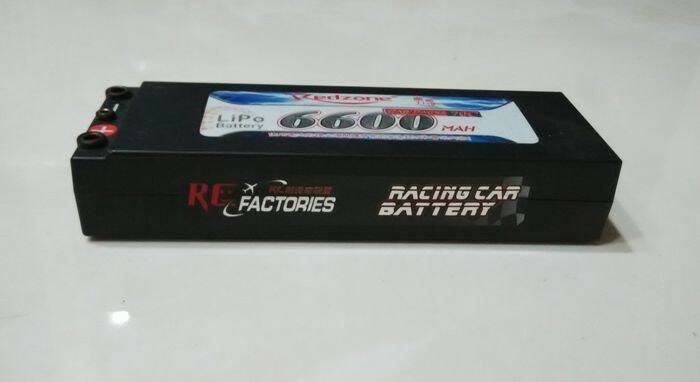 Redzone
LiPo
Battery
6600
MAH
RC
FACTORIES
RACING CAR
BATTERY